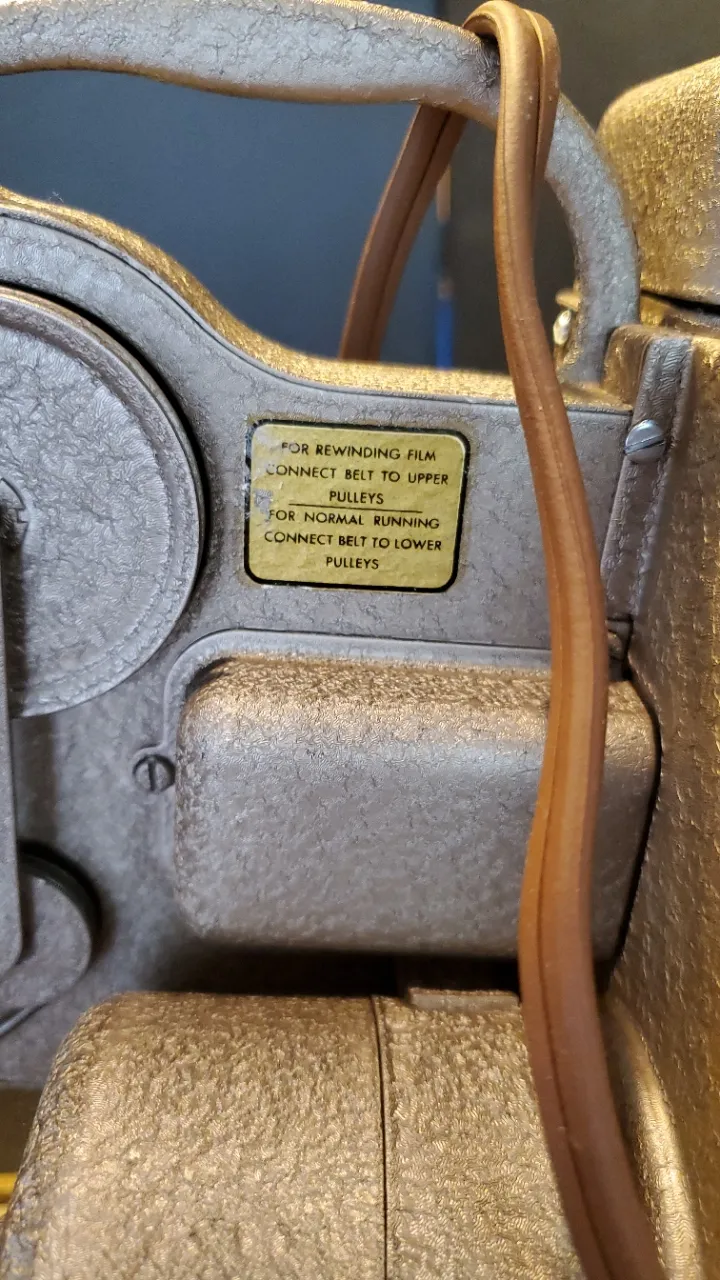 FOR REWINDING FILM
CONNECT BELT TO UPPER
PULLEYS
FOR NORMAL RUNNING
CONNECT BELT TO LOWER
PULLEYS